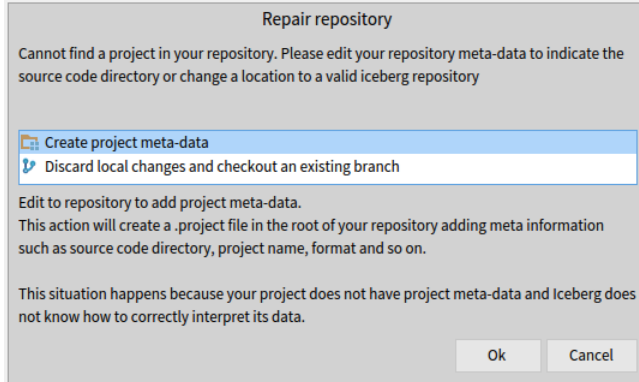 Repair repository
Cannot find a project in your repository. Please edit your repository meta-data to indicate the
source code directory or change a location to a valid iceberg repository
Create project meta-data
Discard local changes and checkout an existing branch
Edit to repository to add project meta-data.
This action will create a .project file in the root of your repository adding meta information
such as source code directory, project name, format and so on.
This situation happens because your project does not have project meta-data and Iceberg does
not know how to correctly interpret its data.
Ok Cancel